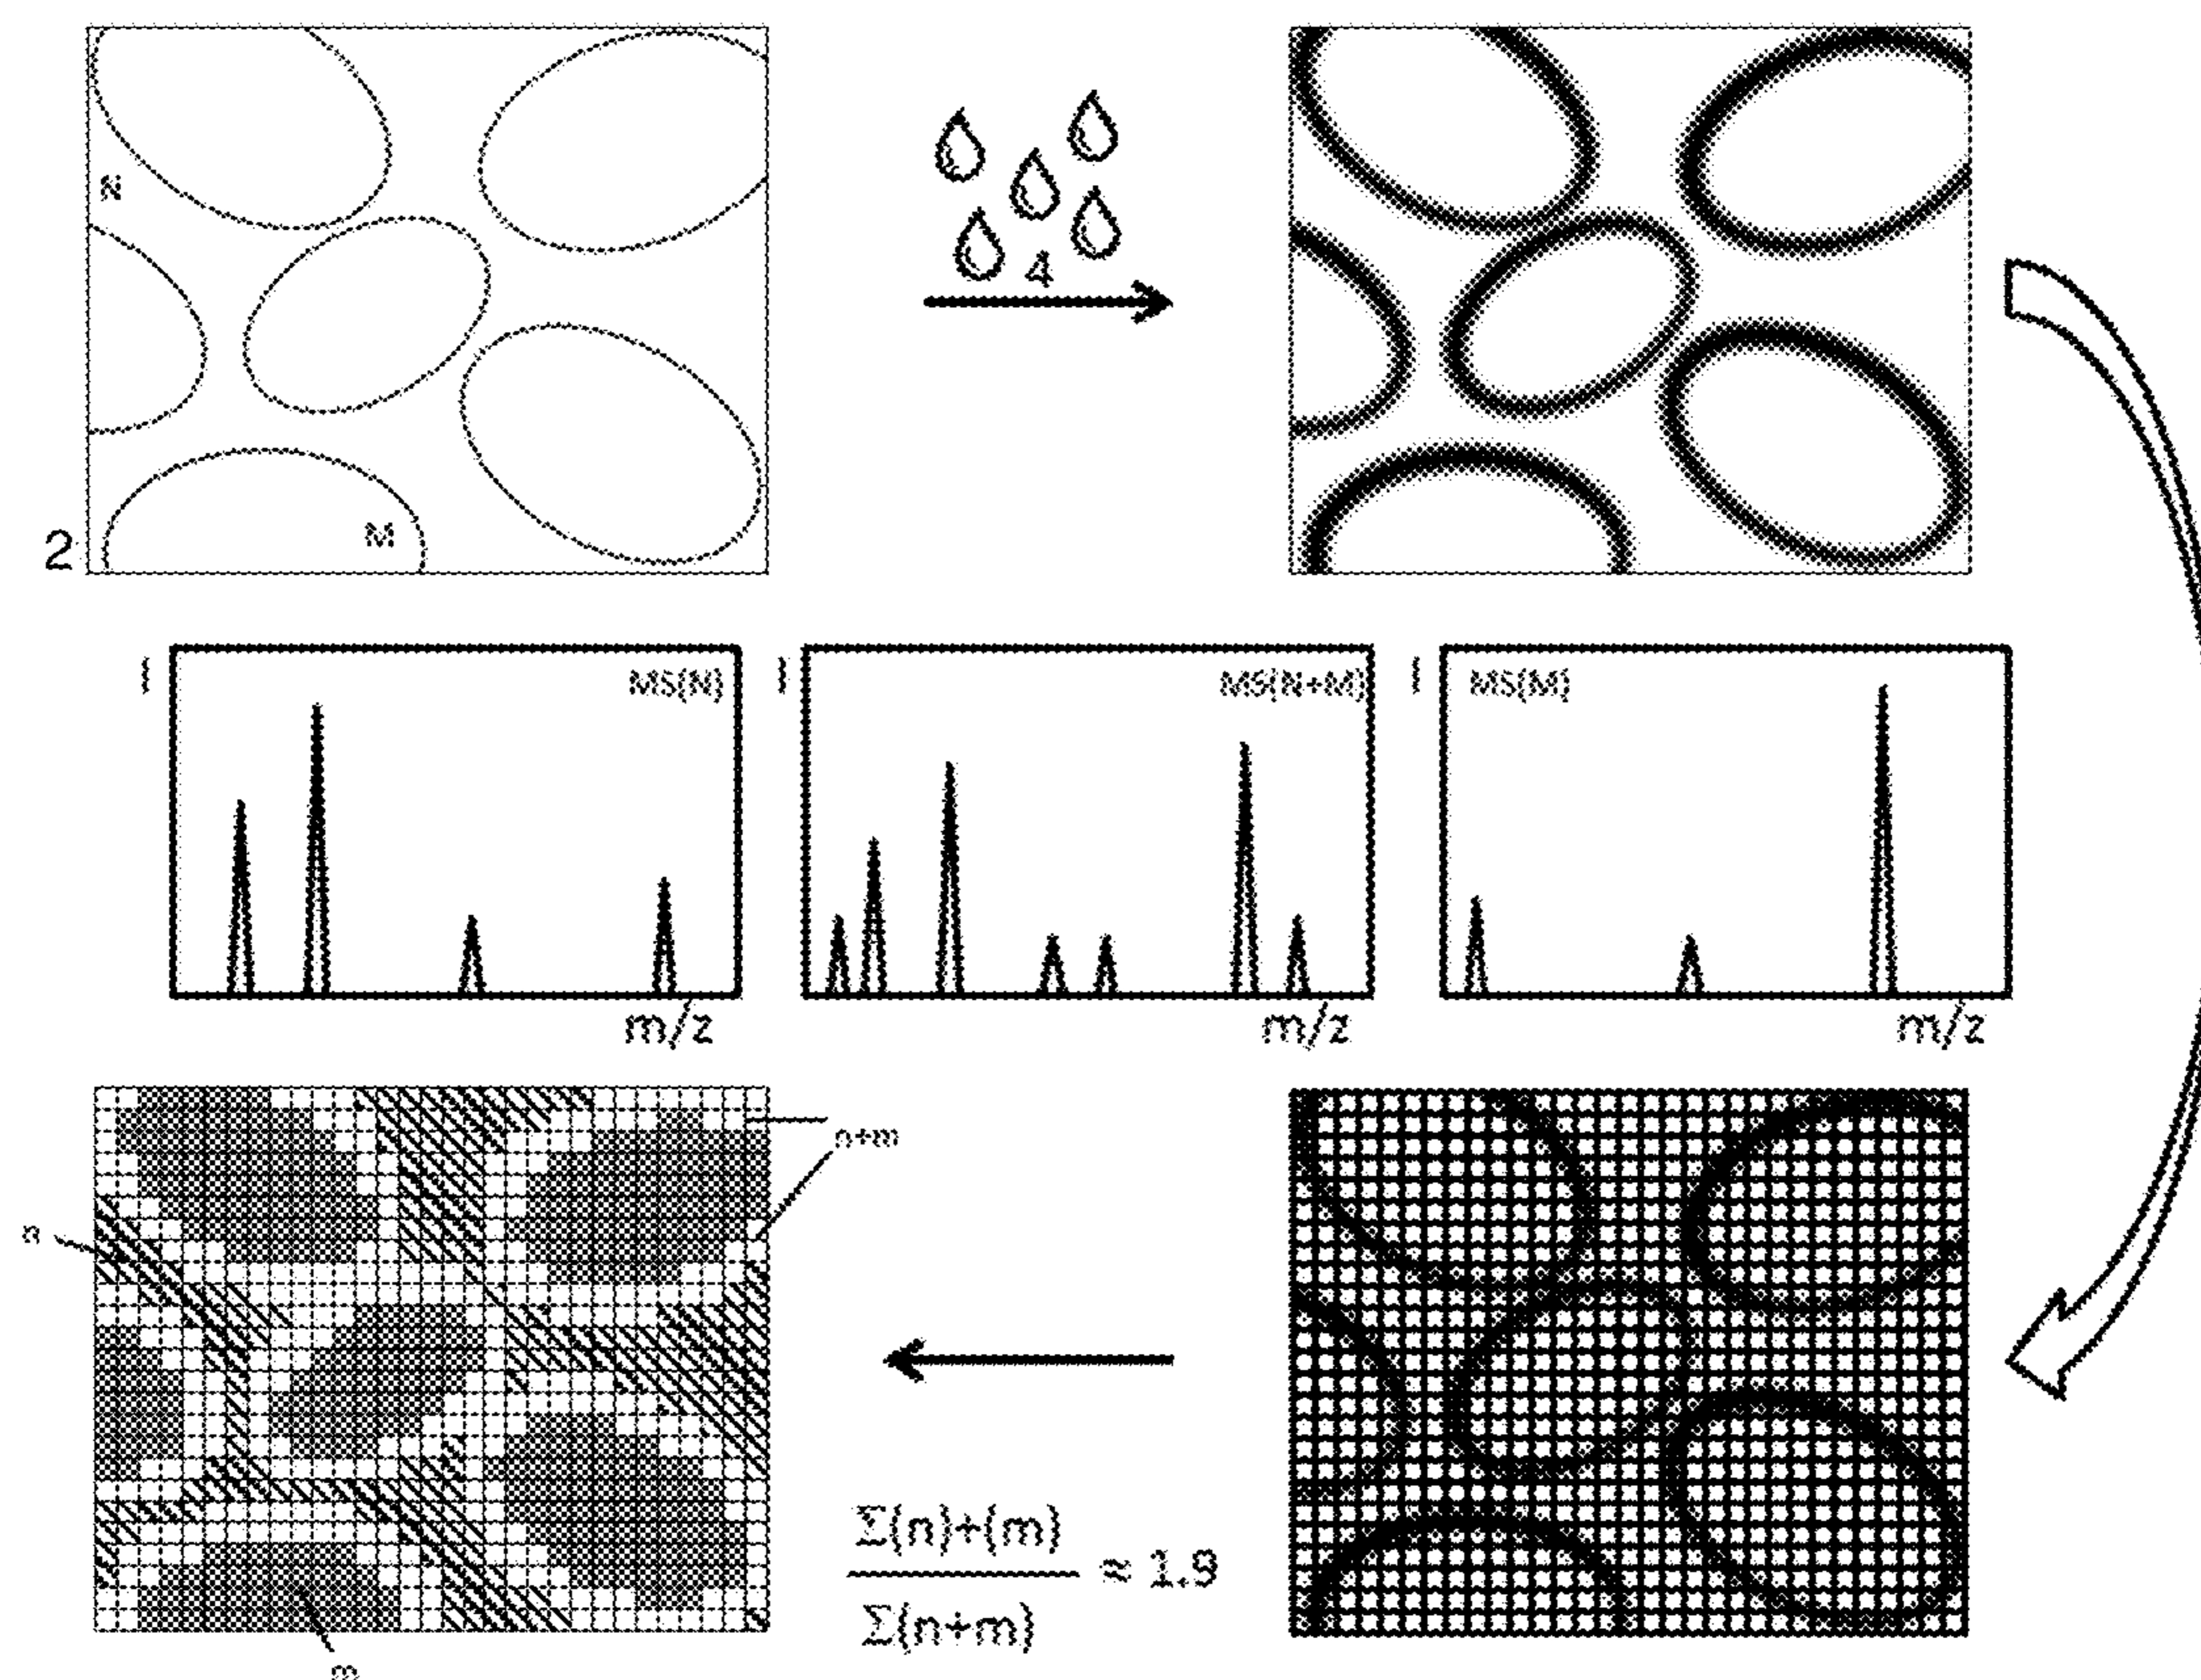 N
4
M
2
I
MS(N)
I
MS(N+M)
I
MS(M)
m/z
m/z
m/z
n+m
n
Σ(n)+(m)
≈ 1.9
Σ(n+m)
m